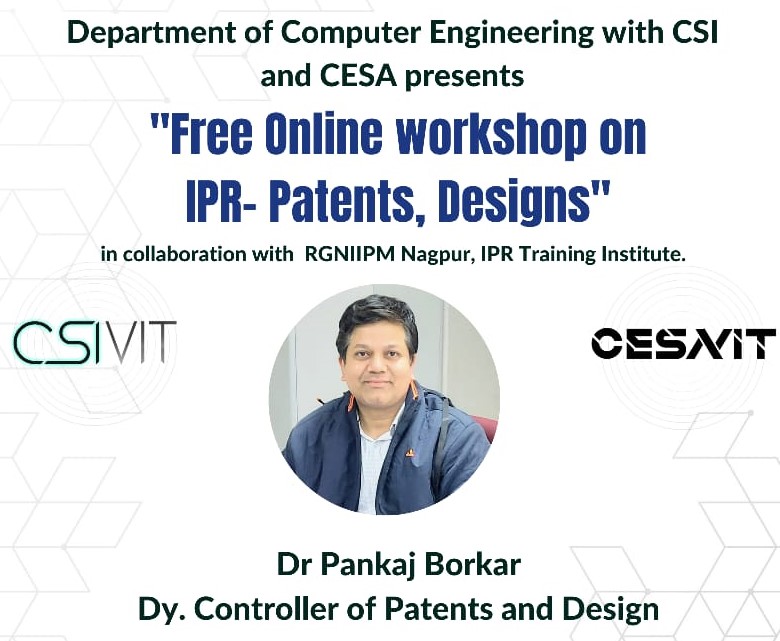 Department of Computer Engineering with CSI
and CESA presents
"Free Online workshop on
IPR- Patents, Designs"
in collaboration with RGNIIPM Nagpur, IPR Training Institute.
CSIVIT
CESAVIT
Dr Pankaj Borkar
Dy. Controller of Patents and Design